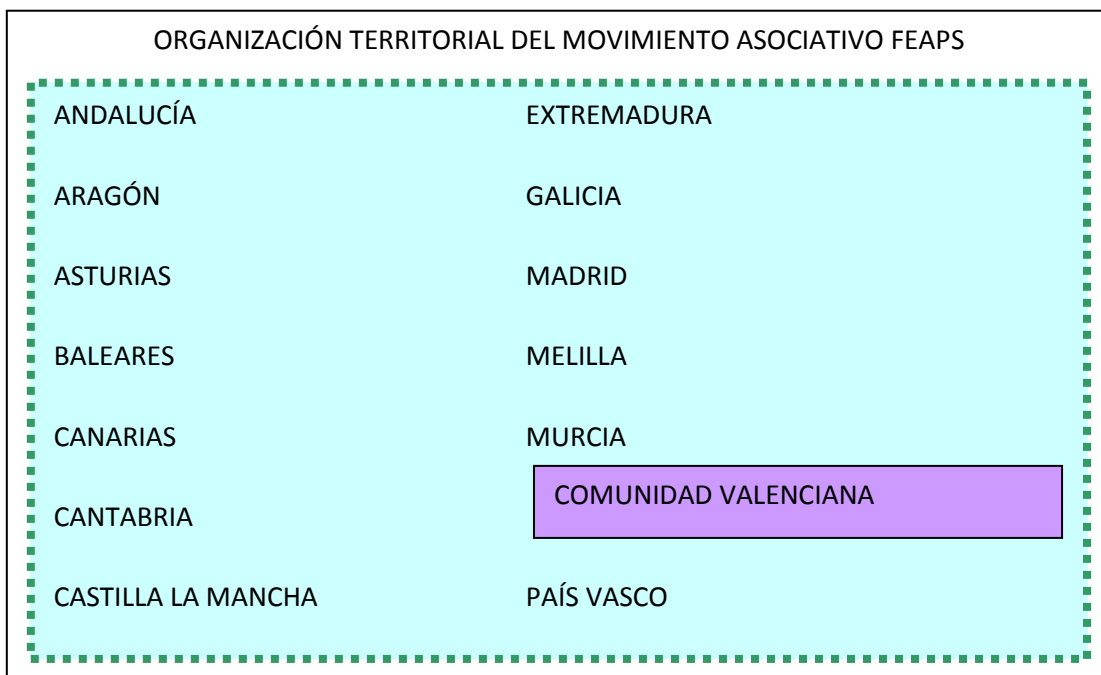 ORGANIZACIÓN TERRITORIAL DEL MOVIMIENTO ASOCIATIVO FEAPS
ANDALUCÍA
ARAGÓN
ASTURIAS
BALEARES
CANARIAS
CANTABRIA
CASTILLA LA MANCHA
EXTREMADURA
GALICIA
MADRID
MELILLA
MURCIA
COMUNIDAD VALENCIANA
PAÍS VASCO